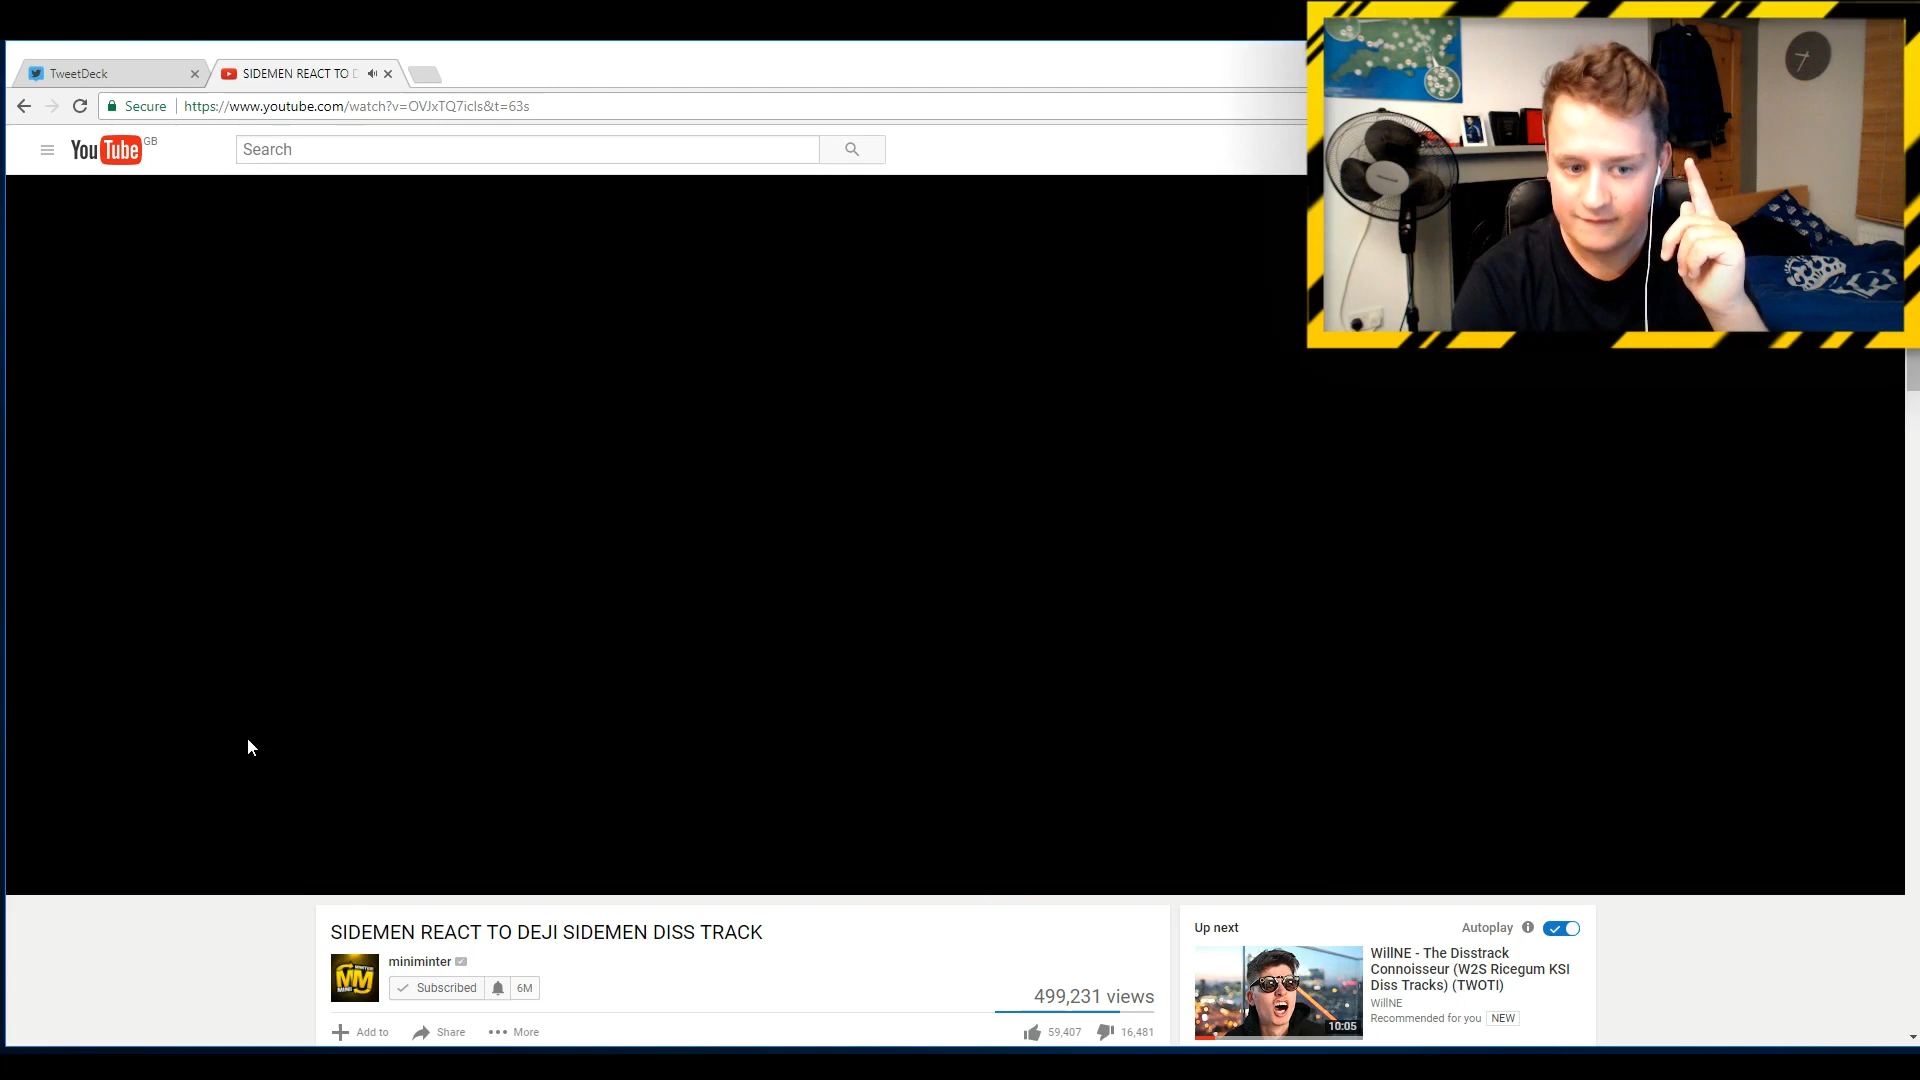 TweetDeck
SIDEMEN REACT TO D
Secure
https://www.youtube.com/watch?v=OVJxTQ7icIs&t=63s
YouTube GB
Search
SIDEMEN REACT TO DEJI SIDEMEN DISS TRACK
miniminter
MM
Subscribed
6M
499,231 views
Add to
Share
More
59,407
16,481
Up next
Autoplay
WillNE - The Disstrack
Connoisseur (W2S Ricegum KSI
Diss Tracks) (TWOTI)
WillNE
Recommended for you NEW
10:05